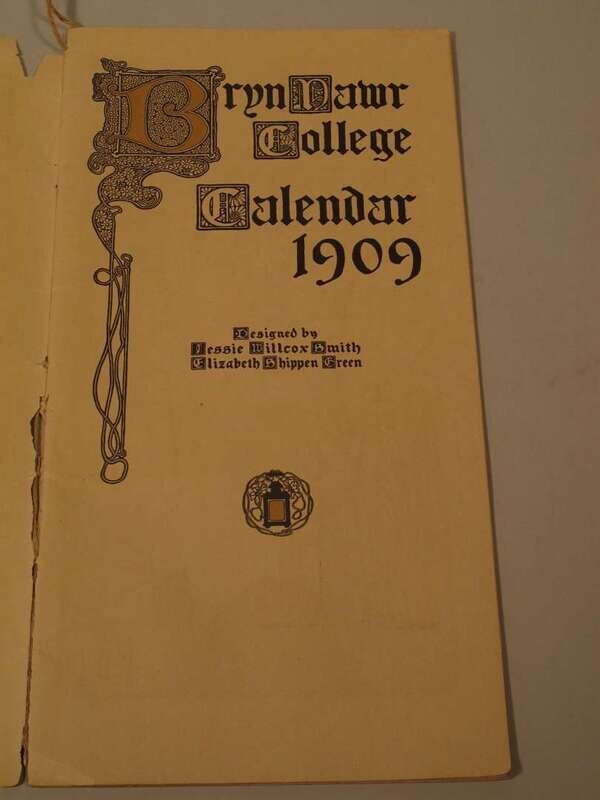 Bryn Mawr
College
Calendar
1909
Designed by
Jessie Willcox Smith
Elizabeth Shippen Green